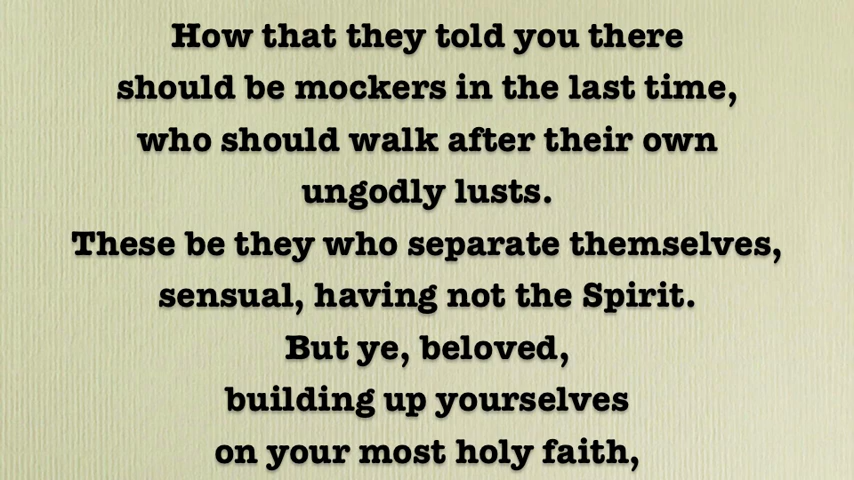 How that they told you there
should be mockers in the last time,
who should walk after their own
ungodly lusts.
These be they who separate themselves,
sensual, having not the Spirit.
But ye, beloved,
building up yourselves
on your most holy faith,